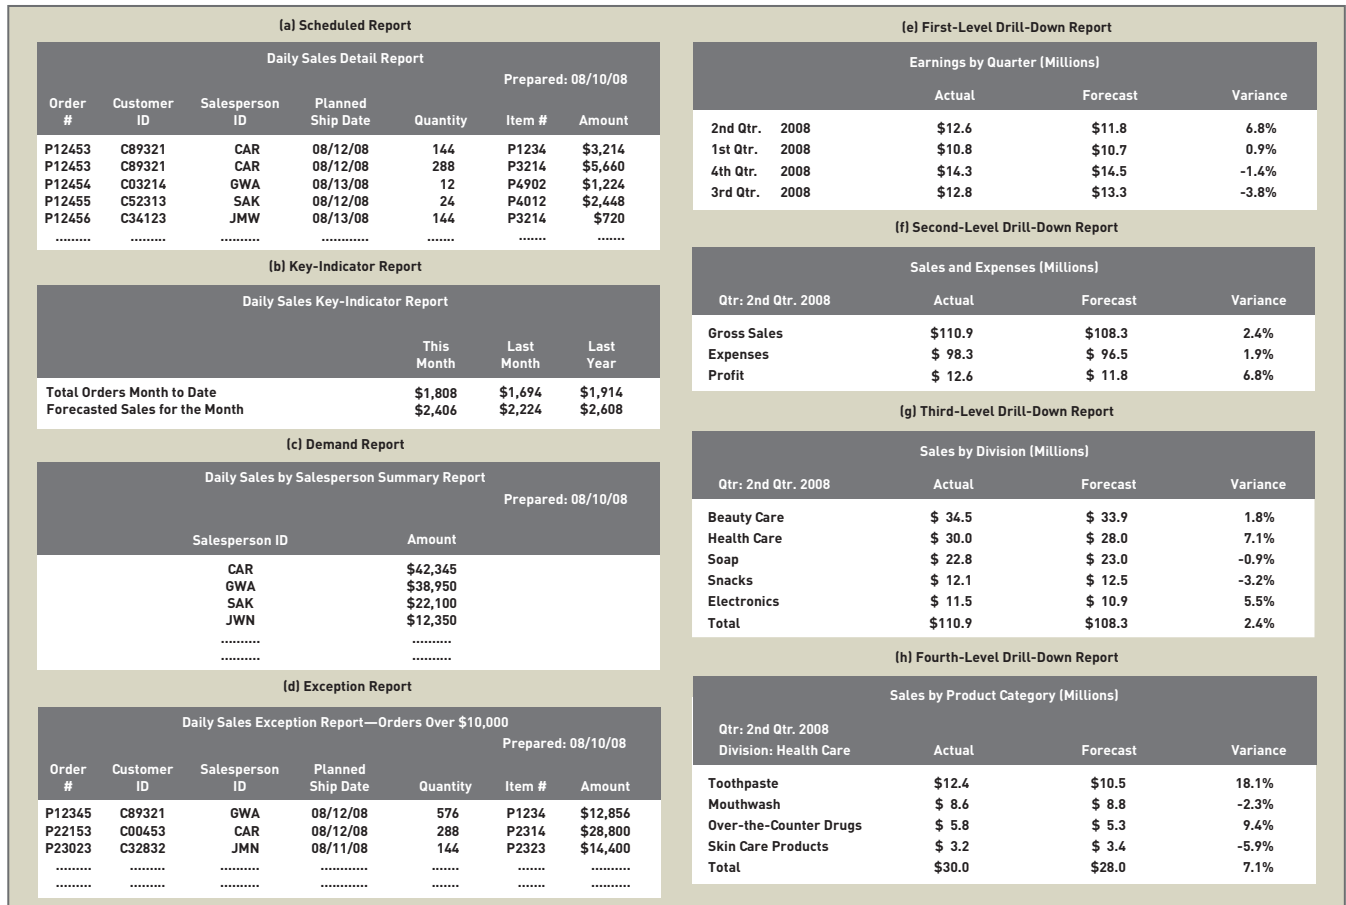 (a) Scheduled Report
Daily Sales Detail Report
Prepared: 08/10/08
Order # Customer ID Salesperson ID Planned Ship Date Quantity Item # Amount
P12453 C89321 CAR 08/12/08 144 P1234 $3,214
P12453 C89321 CAR 08/12/08 288 P3214 $5,660
P12454 C03214 GWA 08/13/08 12 P4902 $1,224
P12455 C52313 SAK 08/12/08 24 P4012 $2,448
P12456 C34123 JMW 08/13/08 144 P3214 $720
......... ......... .......... ............ ....... ....... .......
(b) Key-Indicator Report
Daily Sales Key-Indicator Report
This Month Last Month Last Year
Total Orders Month to Date $1,808 $1,694 $1,914
Forecasted Sales for the Month $2,406 $2,224 $2,608
(c) Demand Report
Daily Sales by Salesperson Summary Report
Prepared: 08/10/08
Salesperson ID Amount
CAR $42,345
GWA $38,950
SAK $22,100
JWN $12,350
.......... ..........
.......... ..........
(d) Exception Report
Daily Sales Exception Report—Orders Over $10,000
Prepared: 08/10/08
Order # Customer ID Salesperson ID Planned Ship Date Quantity Item # Amount
P12345 C89321 GWA 08/12/08 576 P1234 $12,856
P22153 C00453 CAR 08/12/08 288 P2314 $28,800
P23023 C32832 JMN 08/11/08 144 P2323 $14,400
......... ......... .......... ............ ....... ....... ..........
......... ......... .......... ............ ....... ....... ..........
(e) First-Level Drill-Down Report
Earnings by Quarter (Millions)
Actual Forecast Variance
2nd Qtr. 2008 $12.6 $11.8 6.8%
1st Qtr. 2008 $10.8 $10.7 0.9%
4th Qtr. 2008 $14.3 $14.5 -1.4%
3rd Qtr. 2008 $12.8 $13.3 -3.8%
(f) Second-Level Drill-Down Report
Sales and Expenses (Millions)
Qtr: 2nd Qtr. 2008 Actual Forecast Variance
Gross Sales $110.9 $108.3 2.4%
Expenses $ 98.3 $ 96.5 1.9%
Profit $ 12.6 $ 11.8 6.8%
(g) Third-Level Drill-Down Report
Sales by Division (Millions)
Qtr: 2nd Qtr. 2008 Actual Forecast Variance
Beauty Care $ 34.5 $ 33.9 1.8%
Health Care $ 30.0 $ 28.0 7.1%
Soap $ 22.8 $ 23.0 -0.9%
Snacks $ 12.1 $ 12.5 -3.2%
Electronics $ 11.5 $ 10.9 5.5%
Total $110.9 $108.3 2.4%
(h) Fourth-Level Drill-Down Report
Sales by Product Category (Millions)
Qtr: 2nd Qtr. 2008
Division: Health Care Actual Forecast Variance
Toothpaste $12.4 $10.5 18.1%
Mouthwash $ 8.6 $ 8.8 -2.3%
Over-the-Counter Drugs $ 5.8 $ 5.3 9.4%
Skin Care Products $ 3.2 $ 3.4 -5.9%
Total $30.0 $28.0 7.1%